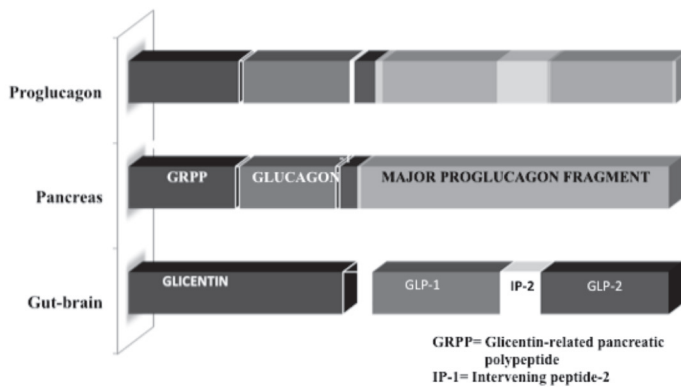 Proglucagon
Pancreas
GRPP
GLUCAGON
MAJOR PROGLUCAGON FRAGMENT
Gut-brain
GLICENTIN
GLP-1
IP-2
GLP-2
GRPP= Glicentin-related pancreatic
polypeptide
IP-1= Intervening peptide-2